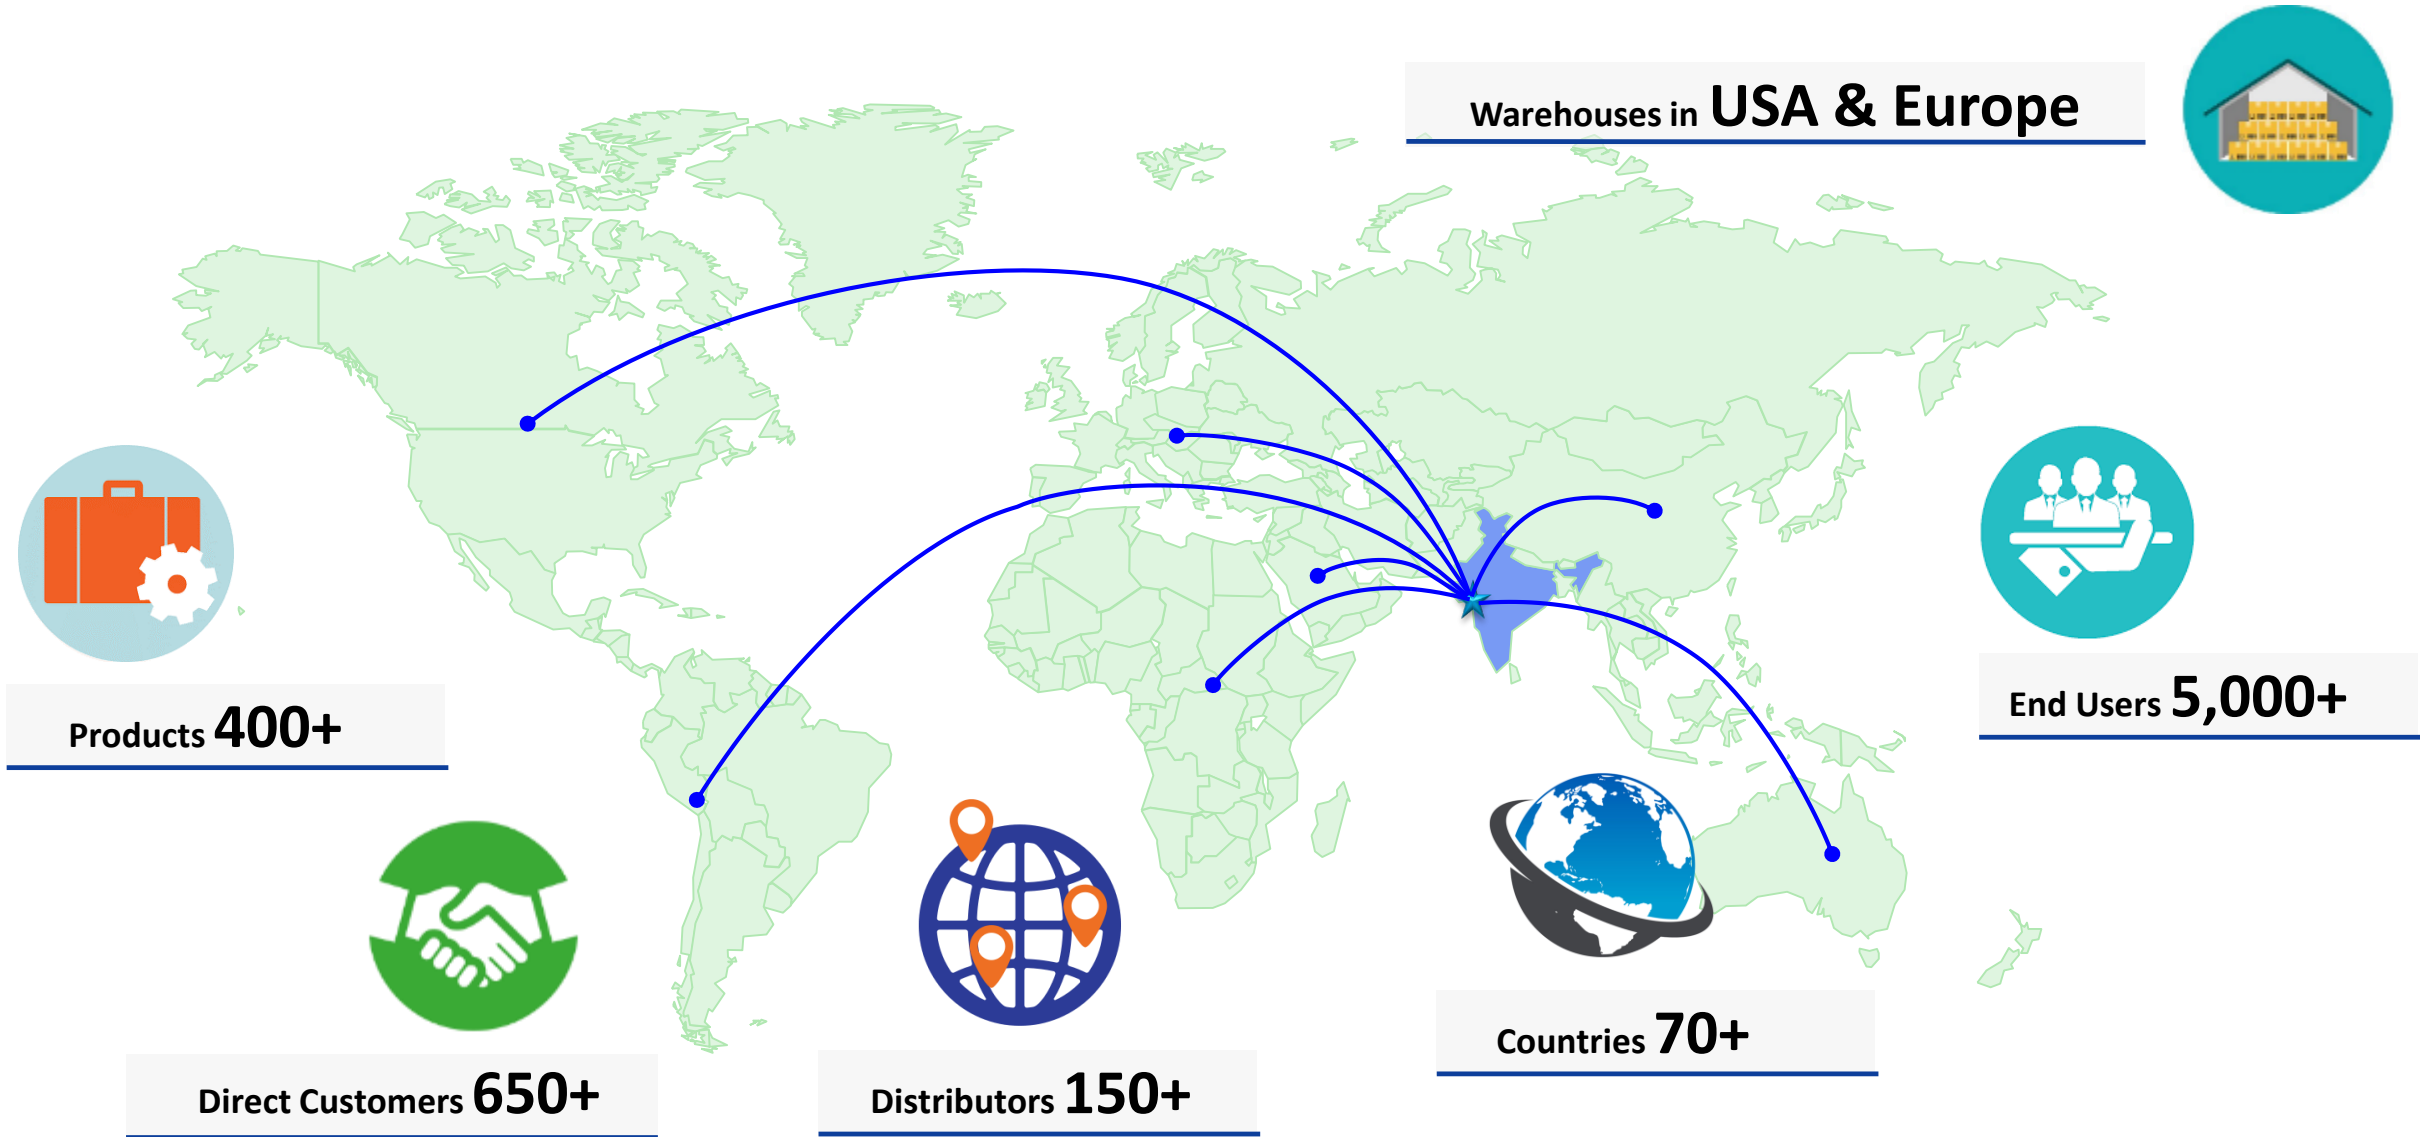 Warehouses in USA & Europe
Products 400+
End Users 5,000+
Direct Customers 650+
Distributors 150+
Countries 70+